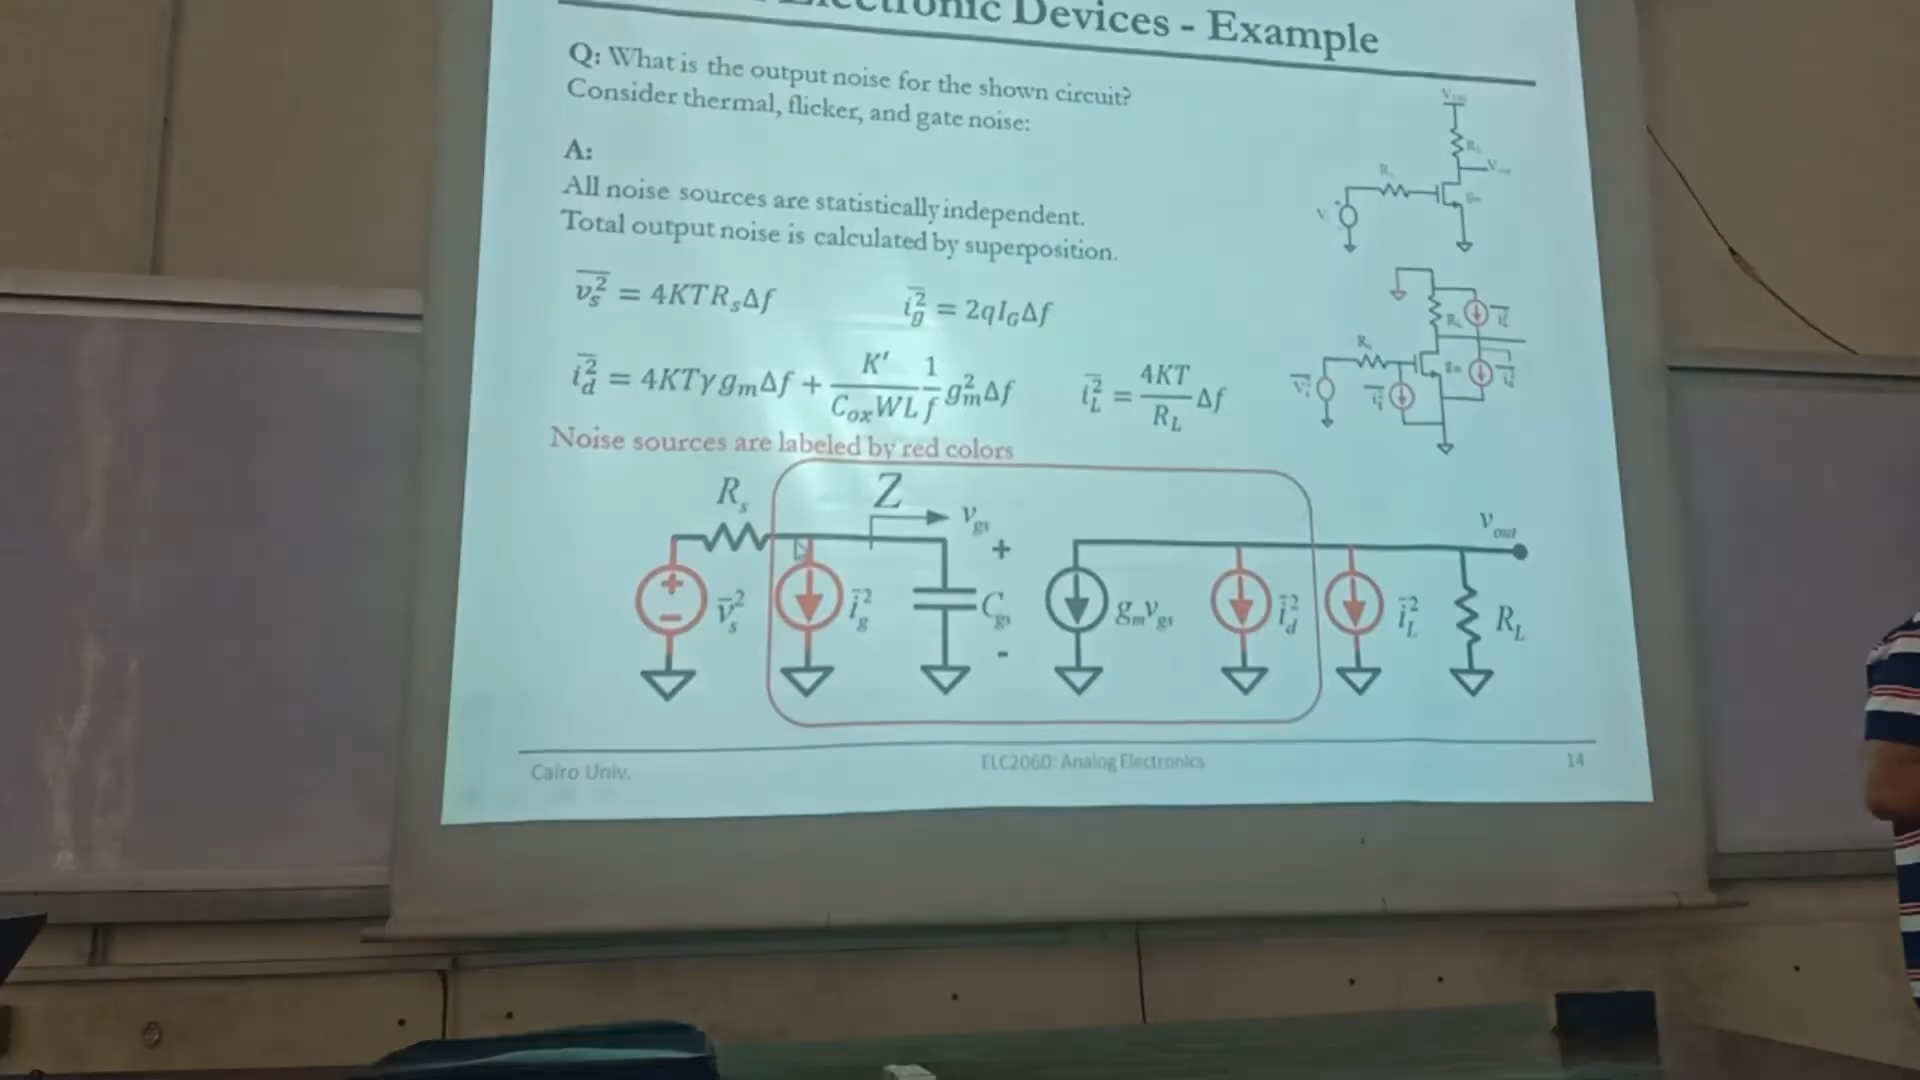 Electronic Devices - Example
Q: What is the output noise for the shown circuit?
Consider thermal, flicker, and gate noise:
A:
All noise sources are statistically independent.
Total output noise is calculated by superposition.
v_s^2 = 4KTR_sΔf
i_g^2 = 2qI_GΔf
i_d^2 = 4KTγg_mΔf + K'/(C_oxWL) 1/f g_m^2Δf
i_L^2 = 4KT/R_L Δf
Noise sources are labeled by red colors
R_s
Z
v_gs
+
v_out
+
-
v_s^2
i_g^2
C_gs
g_mv_gs
i_d^2
i_L^2
R_L
-
Cairo Univ.
ELC2060: Analog Electronics
14